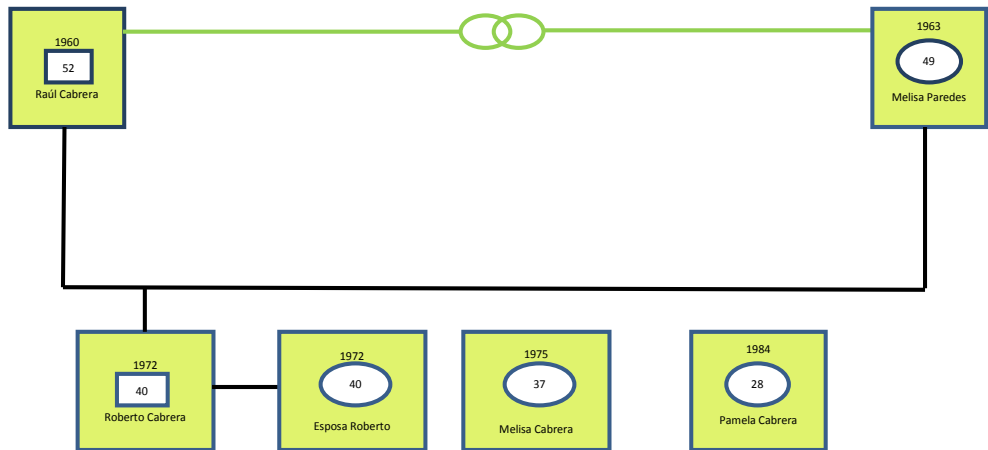 1960
52
Raúl Cabrera
1963
49
Melisa Paredes
1972
40
Roberto Cabrera
1972
40
Esposa Roberto
1975
37
Melisa Cabrera
1984
28
Pamela Cabrera